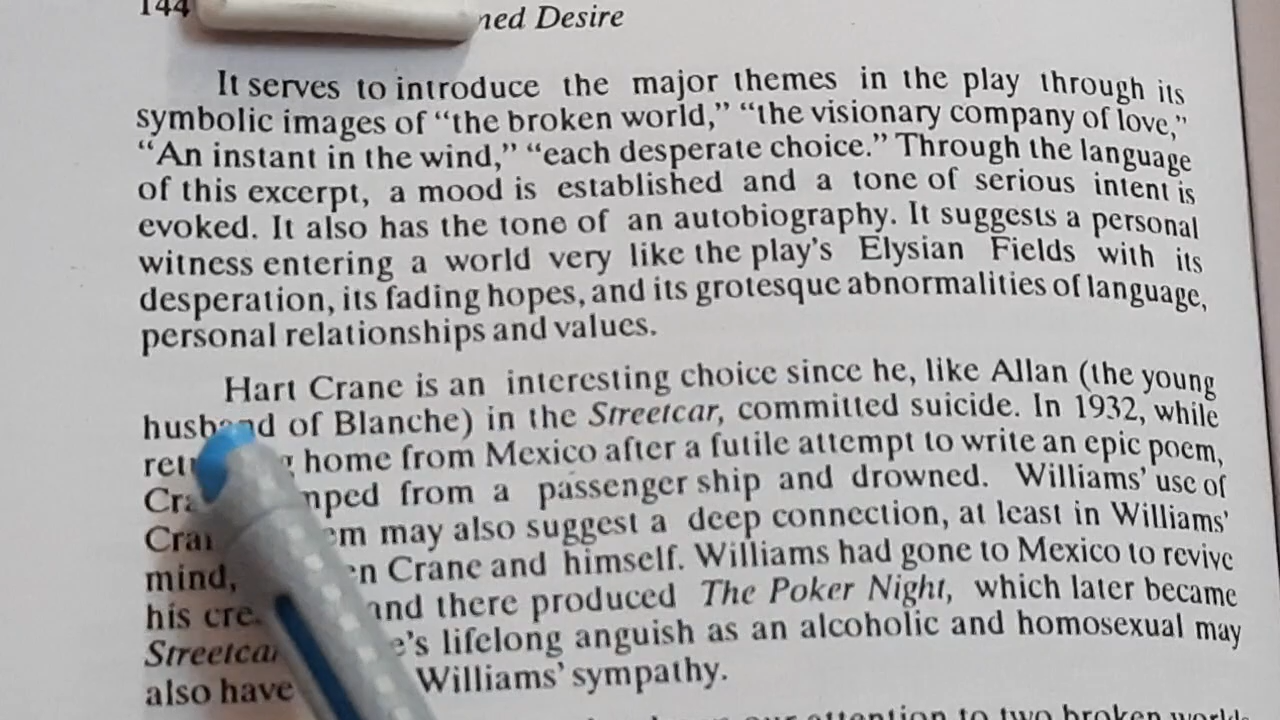 144 ned Desire
It serves to introduce the major themes in the play through its
symbolic images of “the broken world,” “the visionary company of love,”
“An instant in the wind,” “each desperate choice.” Through the language
of this excerpt, a mood is established and a tone of serious intent is
evoked. It also has the tone of an autobiography. It suggests a personal
witness entering a world very like the play’s Elysian Fields with its
desperation, its fading hopes, and its grotesque abnormalities of language,
personal relationships and values.
Hart Crane is an interesting choice since he, like Allan (the young
husband of Blanche) in the Streetcar, committed suicide. In 1932, while
home from Mexico after a futile attempt to write an epic poem,
from a passenger ship and drowned. Williams’ use of
may also suggest a deep connection, at least in Williams’
mind, Crane and himself. Williams had gone to Mexico to revive
his and there produced The Poker Night, which later became
Streetcar lifelong anguish as an alcoholic and homosexual may
also have Williams’ sympathy.
attention to two broken worlds